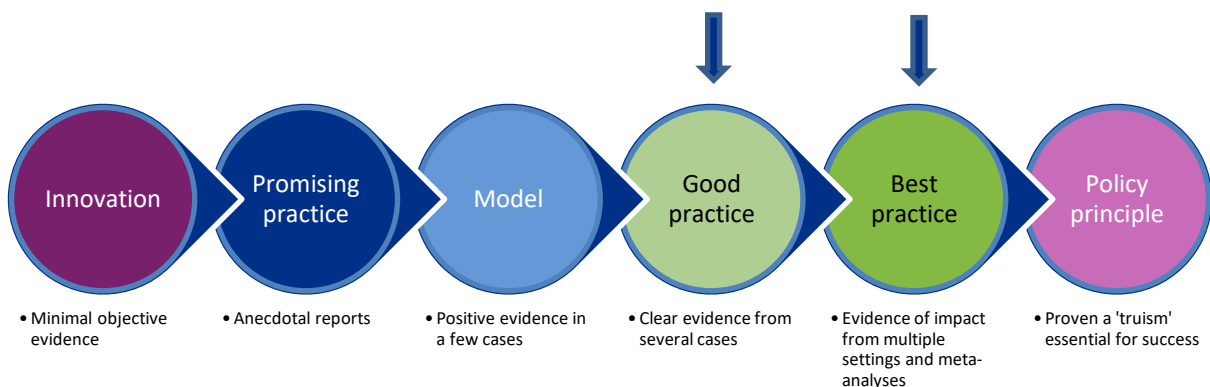 Innovation
Promising
practice
Model
Good
practice
Best
practice
Policy
principle
• Minimal objective
evidence
• Anecdotal reports
• Positive evidence in
a few cases
• Clear evidence from
several cases
• Evidence of impact
from multiple
settings and meta-
analyses
• Proven a 'truism'
essential for success